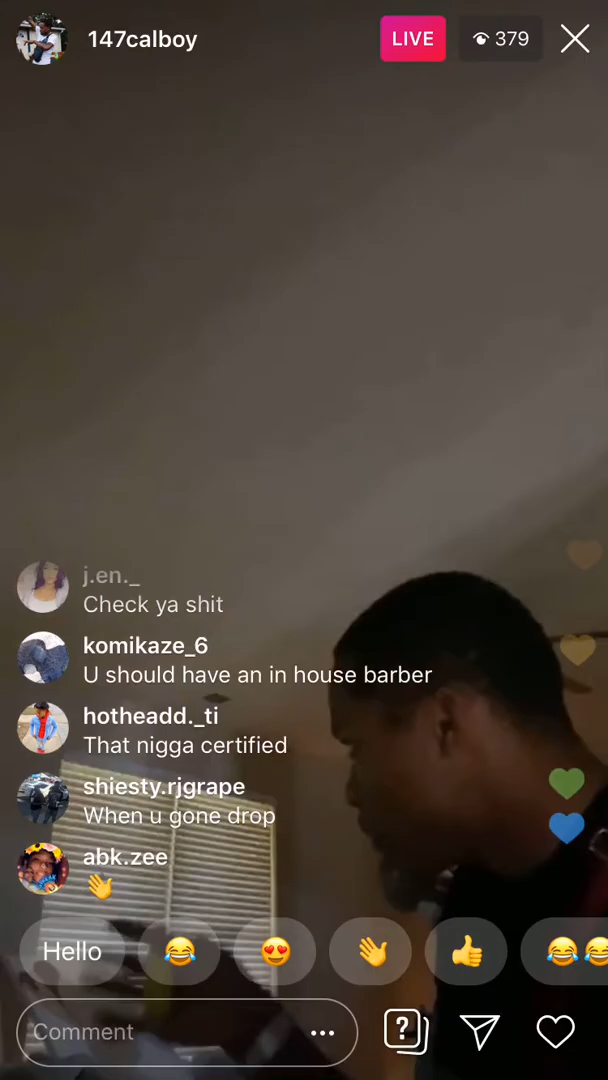 147calboy
LIVE
379
j.en._
Check ya shit
komikaze_6
U should have an in house barber
hotheadd._ti
That nigga certified
shiesty.rjgrape
When u gone drop
abk.zee
👋
Hello 😂 😍 👋 👍 😂😂
Comment